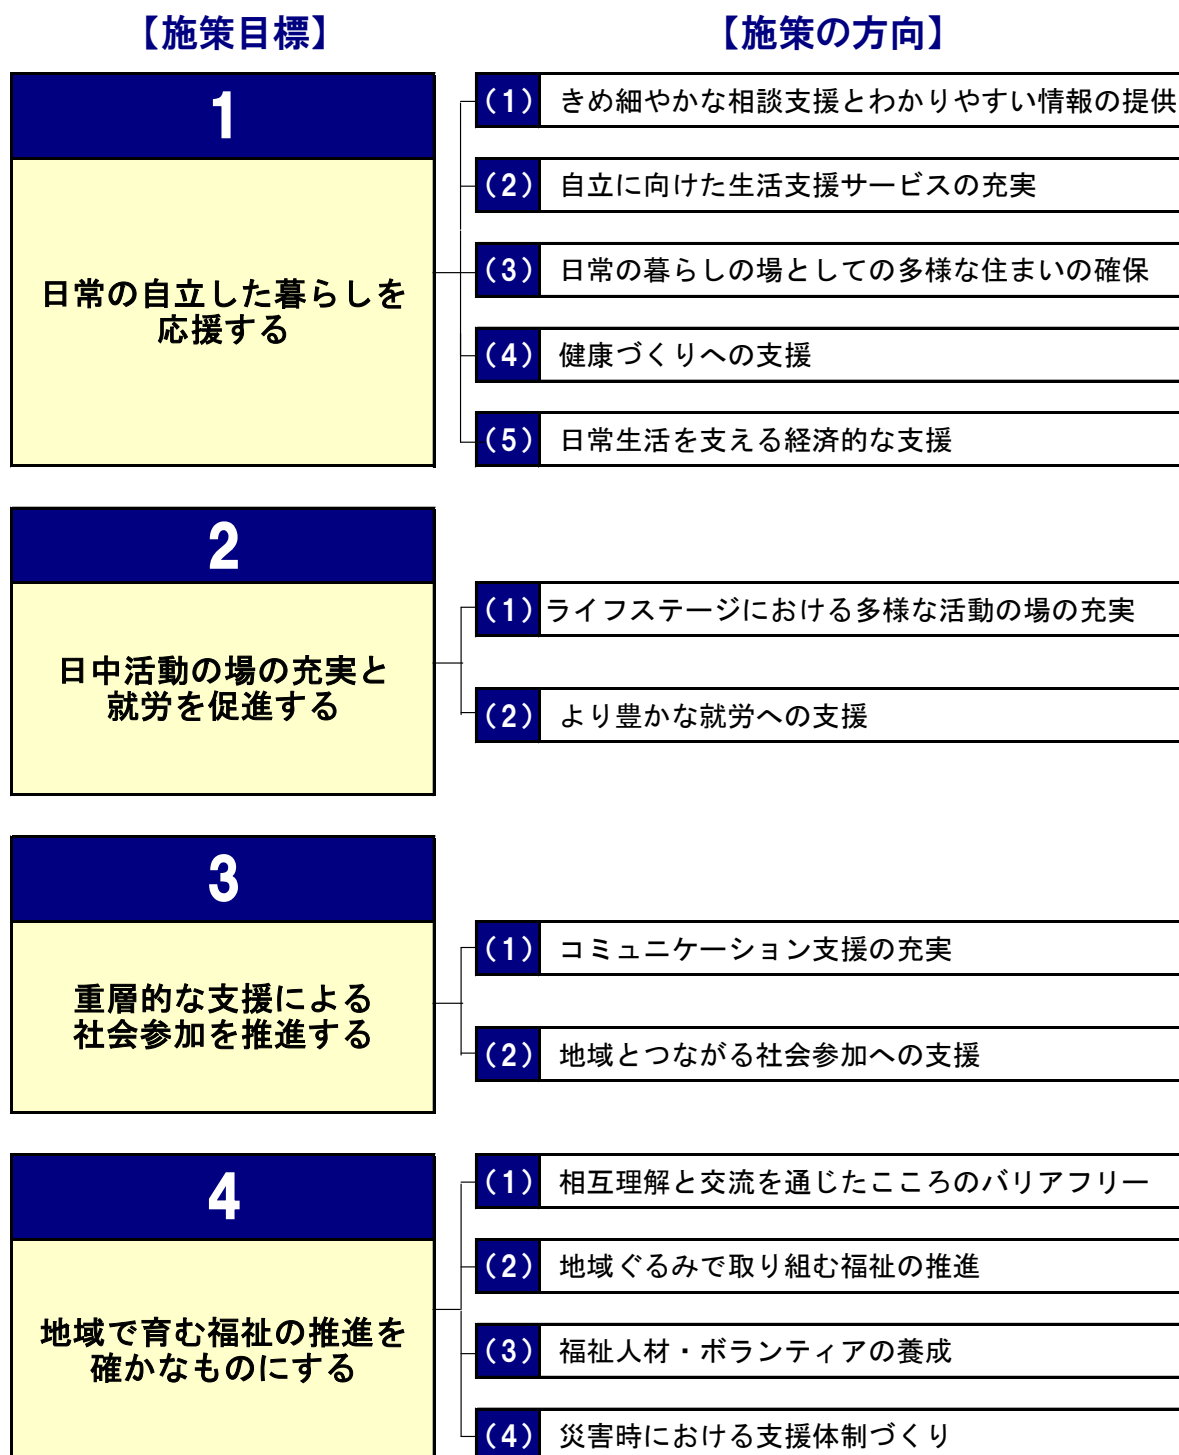 【施策目標】
【施策の方向】
1
日常の自立した暮らしを
応援する
(1) きめ細やかな相談支援とわかりやすい情報の提供
(2) 自立に向けた生活支援サービスの充実
(3) 日常の暮らしの場としての多様な住まいの確保
(4) 健康づくりへの支援
(5) 日常生活を支える経済的な支援
2
日中活動の場の充実と
就労を促進する
(1) ライフステージにおける多様な活動の場の充実
(2) より豊かな就労への支援
3
重層的な支援による
社会参加を推進する
(1) コミュニケーション支援の充実
(2) 地域とつながる社会参加への支援
4
地域で育む福祉の推進を
確かなものにする
(1) 相互理解と交流を通じたこころのバリアフリー
(2) 地域ぐるみで取り組む福祉の推進
(3) 福祉人材・ボランティアの養成
(4) 災害時における支援体制づくり